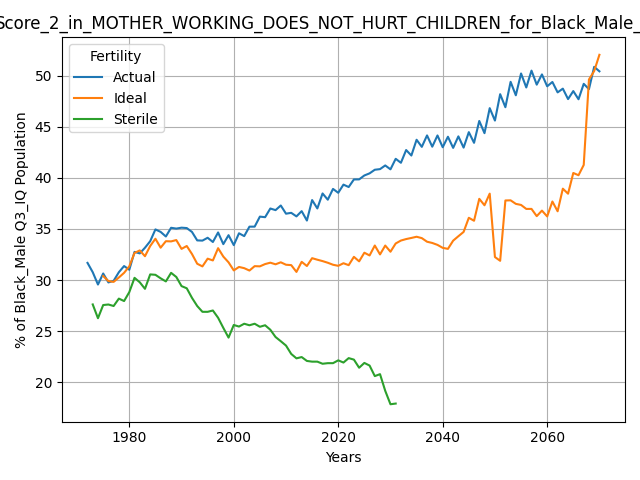 Score_2_in_MOTHER_WORKING_DOES_NOT_HURT_CHILDREN_for_Black_Male_
Fertility
Actual
Ideal
Sterile
% of Black_Male Q3_IQ Population
50
45
40
35
30
25
20
1980
2000
2020
2040
2060
Years